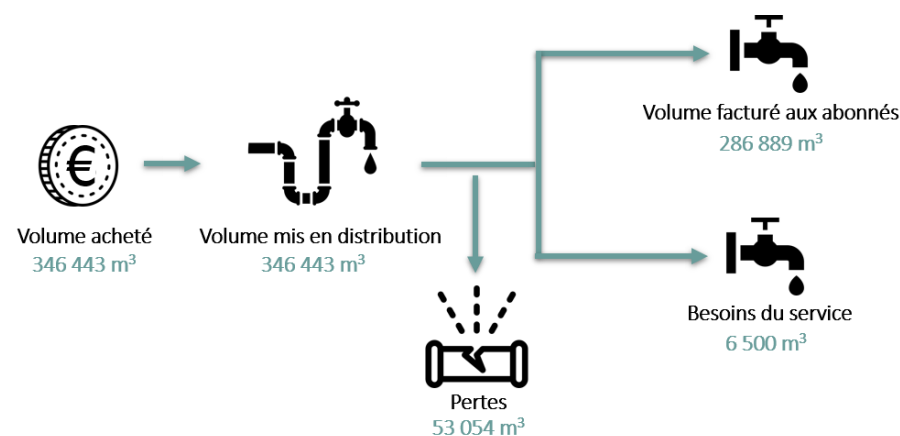 Volume acheté
346 443 m³
Volume mis en distribution
346 443 m³
Volume facturé aux abonnés
286 889 m³
Besoins du service
6 500 m³
Pertes
53 054 m³